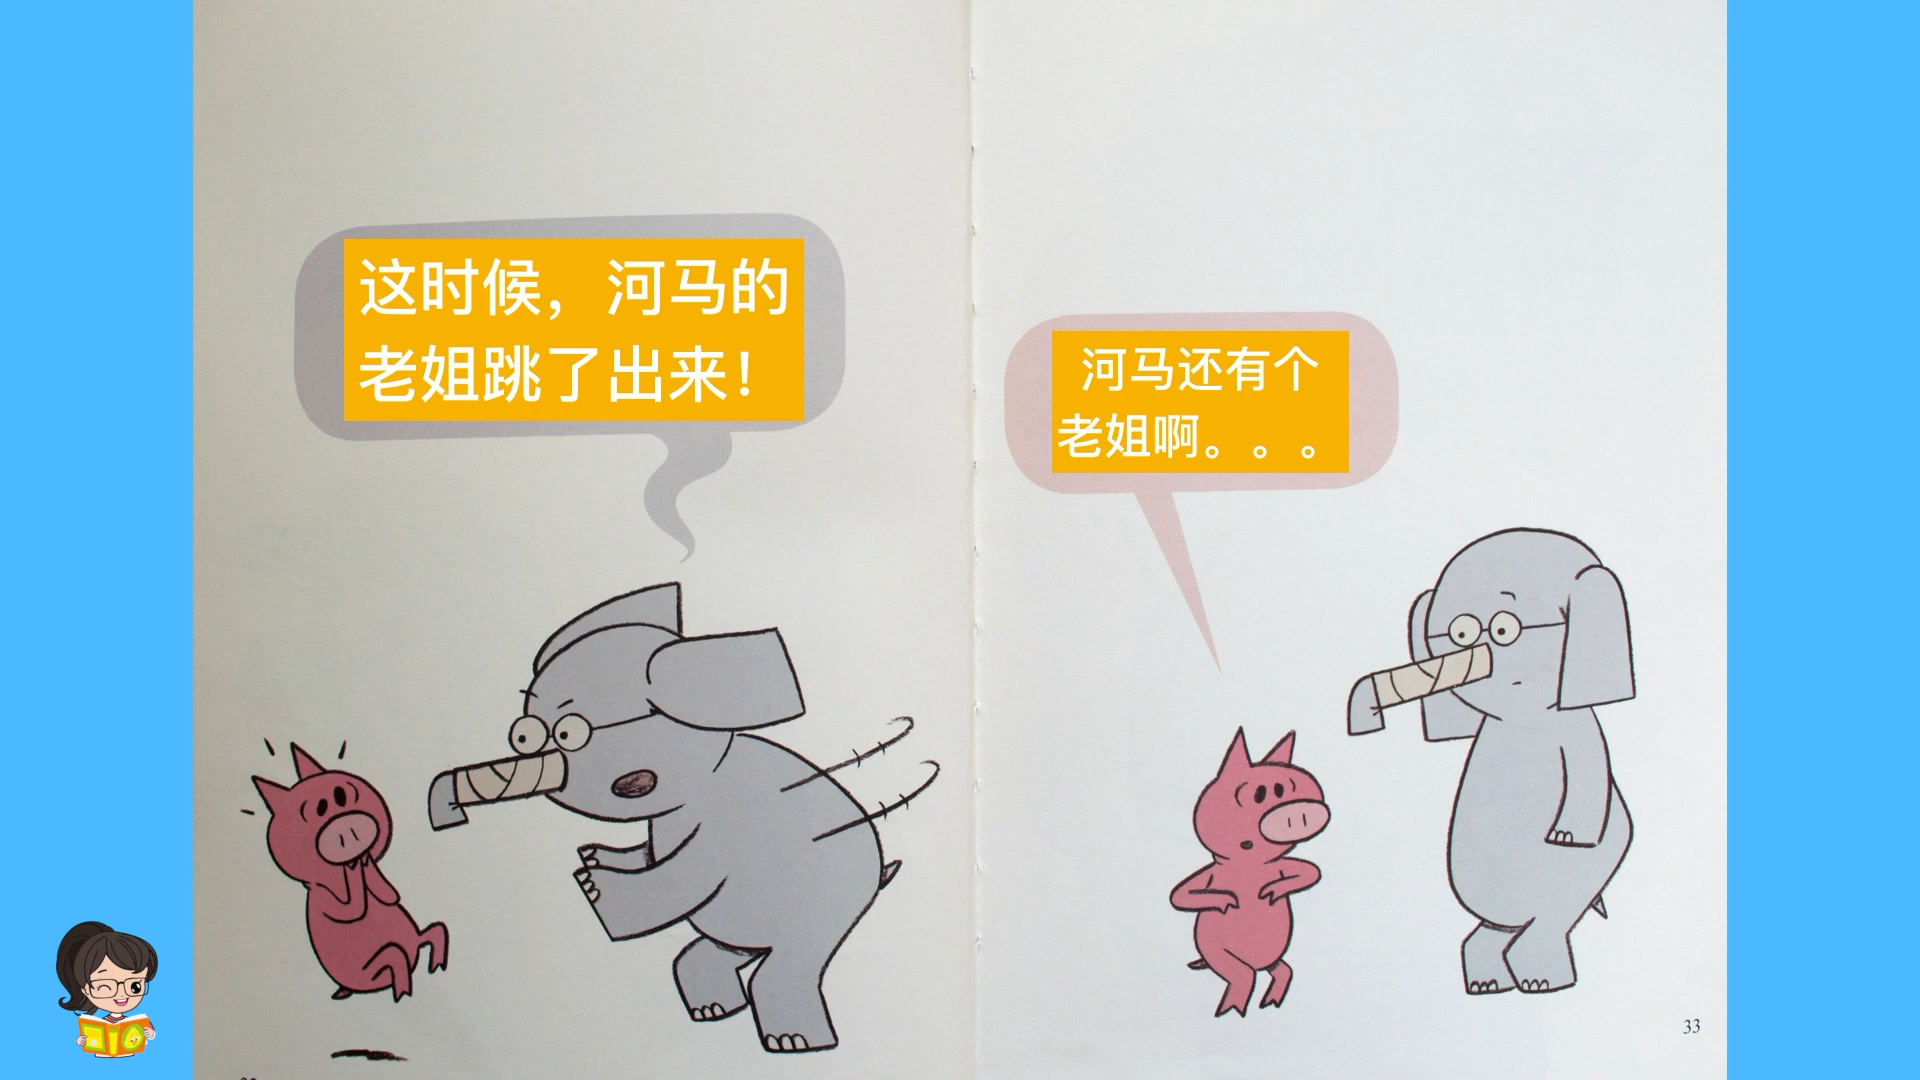 这时候，河马的
老姐跳了出来！
河马还有个
老姐啊。。。
33